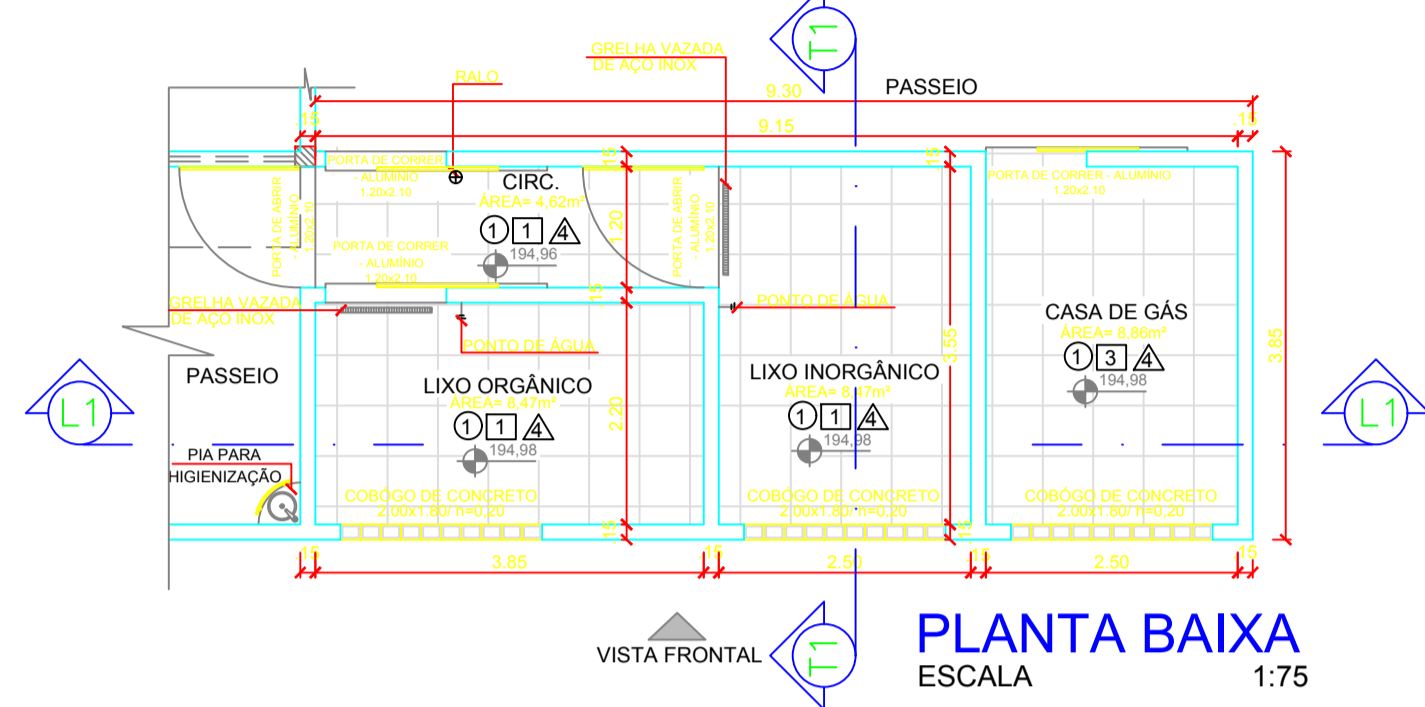 T1
GRELHA VAZADA
DE AÇO INOX
RALO
PASSEIO
9.30
.15
9.15
.15
PORTA DE CORRER
- ALUMÍNIO
1.20x2.10
.15
.15
PORTA DE CORRER - ALUMÍNIO
1.20x2.10
CIRC.
ÁREA= 4,62m²
1 1 4
194,96
PORTA DE ABRIR
- ALUMÍNIO
1.20x2.10
1.20
PORTA DE ABRIR
- ALUMÍNIO
1.20x2.10
PORTA DE CORRER
- ALUMÍNIO
1.20x2.10
.15
GRELHA VAZADA
DE AÇO INOX
PONTO DE ÁGUA
PONTO DE ÁGUA
CASA DE GÁS
ÁREA= 8,86m²
1 3 4
194,98
3.55
3.85
PASSEIO
LIXO ORGÂNICO
ÁREA= 8,47m²
1 1 4
194,98
2.20
LIXO INORGÂNICO
ÁREA= 8,47m²
1 1 4
194,98
L1
L1
PIA PARA
HIGIENIZAÇÃO
COBOGO DE CONCRETO
2.00x1.80/ h=0,20
COBOGO DE CONCRETO
2.00x1.80/ h=0,20
COBOGO DE CONCRETO
2.00x1.80/ h=0,20
.15
.15
.15
3.85
.15
2.50
.15
2.50
.15
VISTA FRONTAL
T1
PLANTA BAIXA
ESCALA 1:75